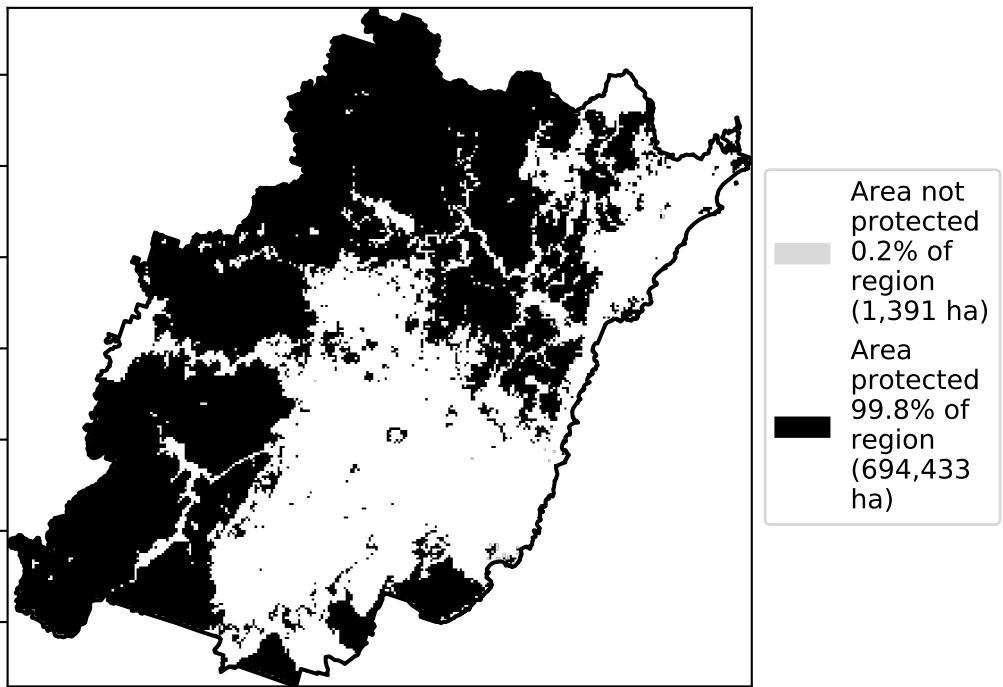 Area not
protected
0.2% of
region
(1,391 ha)
Area
protected
99.8% of
region
(694,433
ha)